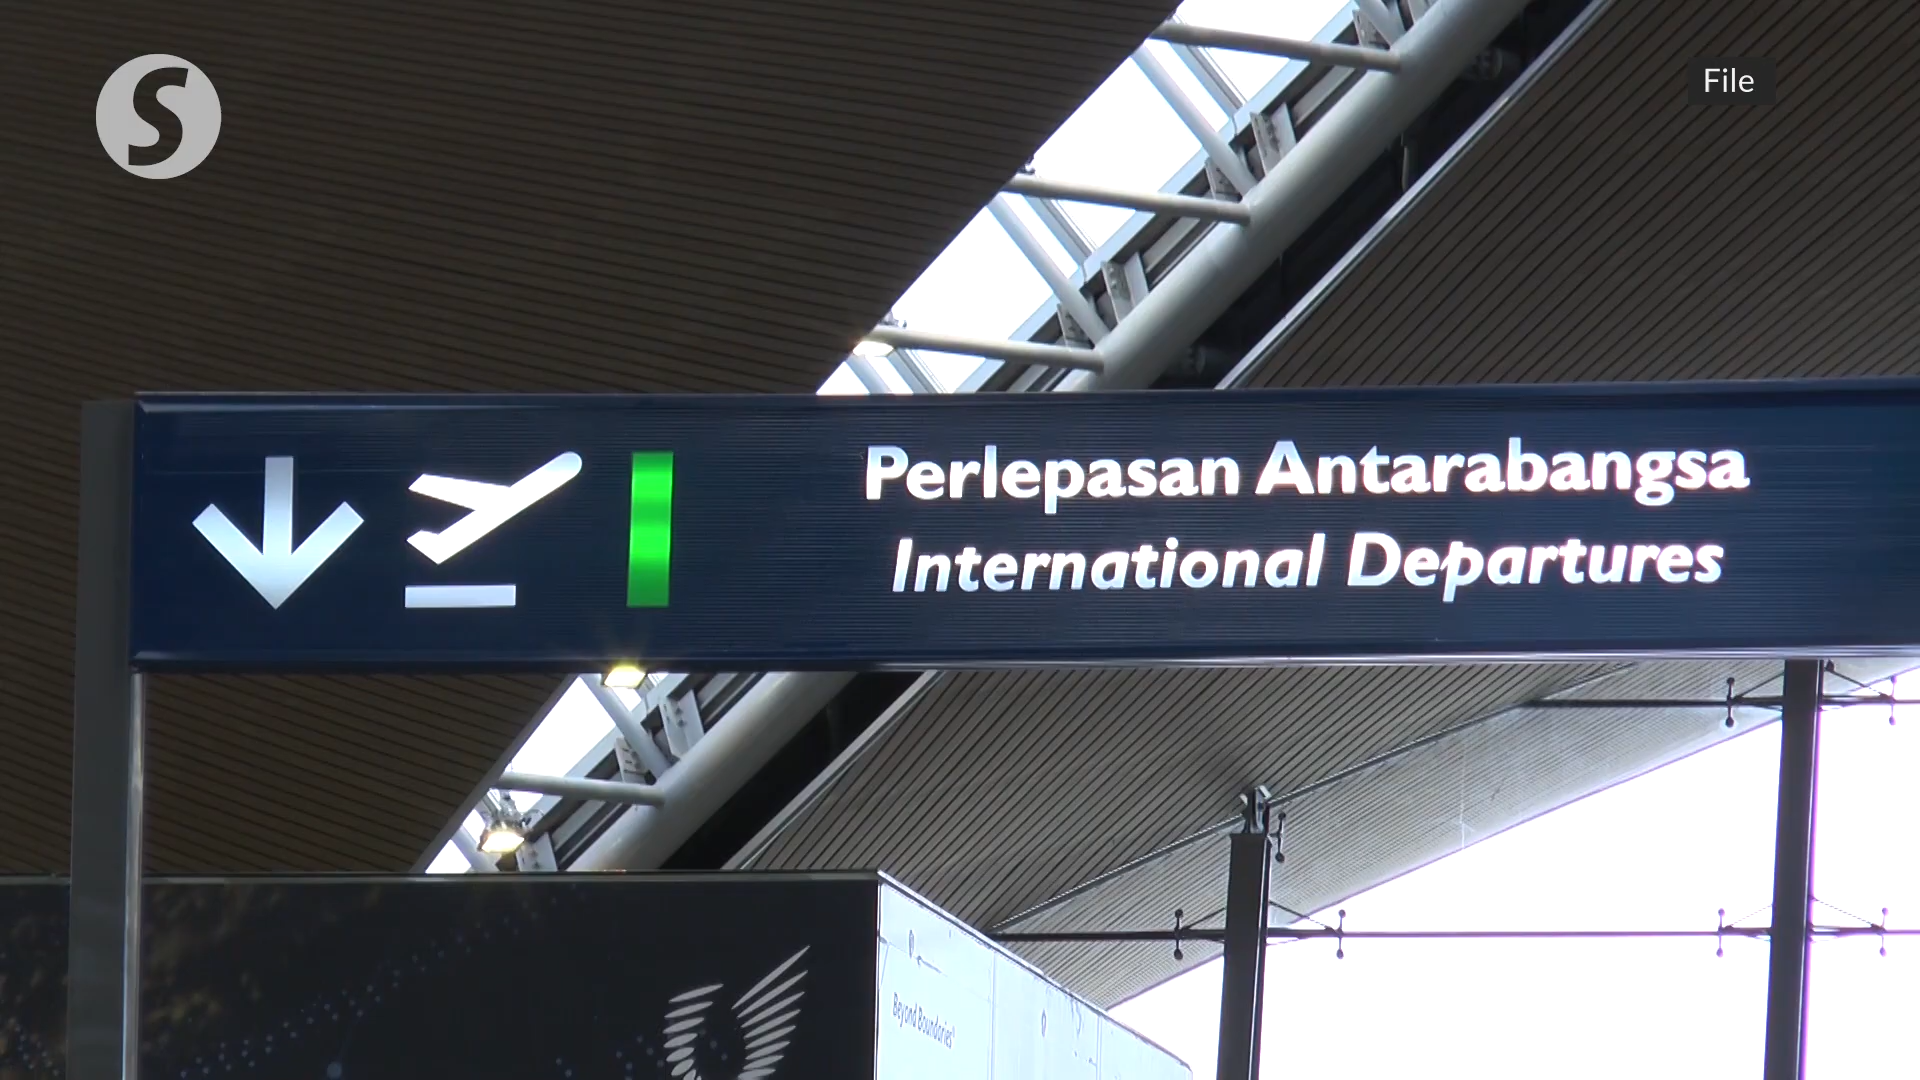 S
File
Perlepasan Antarabangsa
International Departures
Beyond Boundaries®